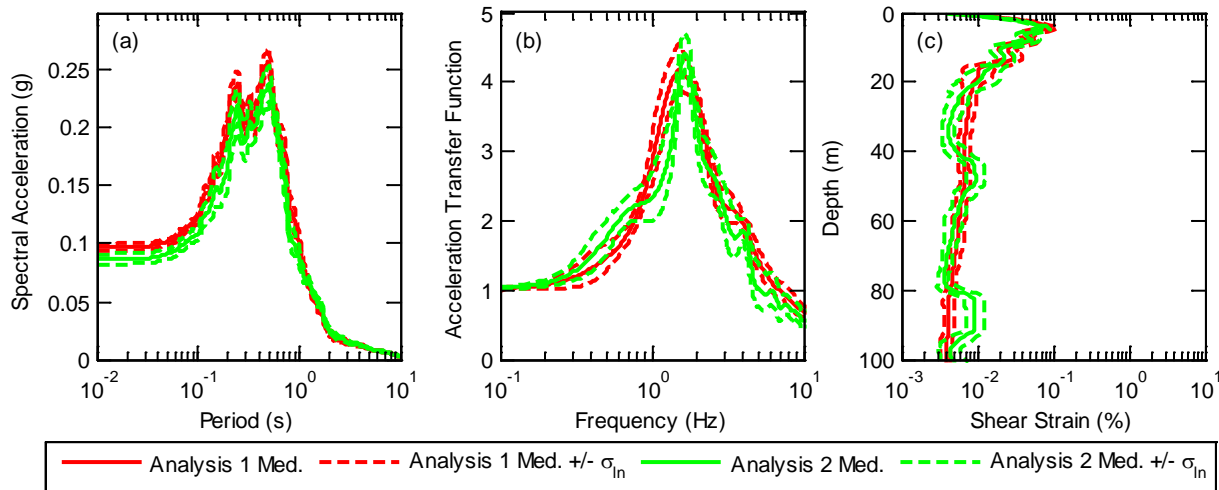 (a)
0.25
0.2
0.15
0.1
0.05
0
10^-2 10^-1 10^0 10^1
Spectral Acceleration (g)
Period (s)
(b)
5
4
3
2
1
0
10^-1 10^0 10^1
Acceleration Transfer Function
Frequency (Hz)
(c)
0
20
40
60
80
100
10^-3 10^-2 10^-1 10^0 10^1
Depth (m)
Shear Strain (%)
Analysis 1 Med. Analysis 1 Med. +/- σ_ln Analysis 2 Med. Analysis 2 Med. +/- σ_ln